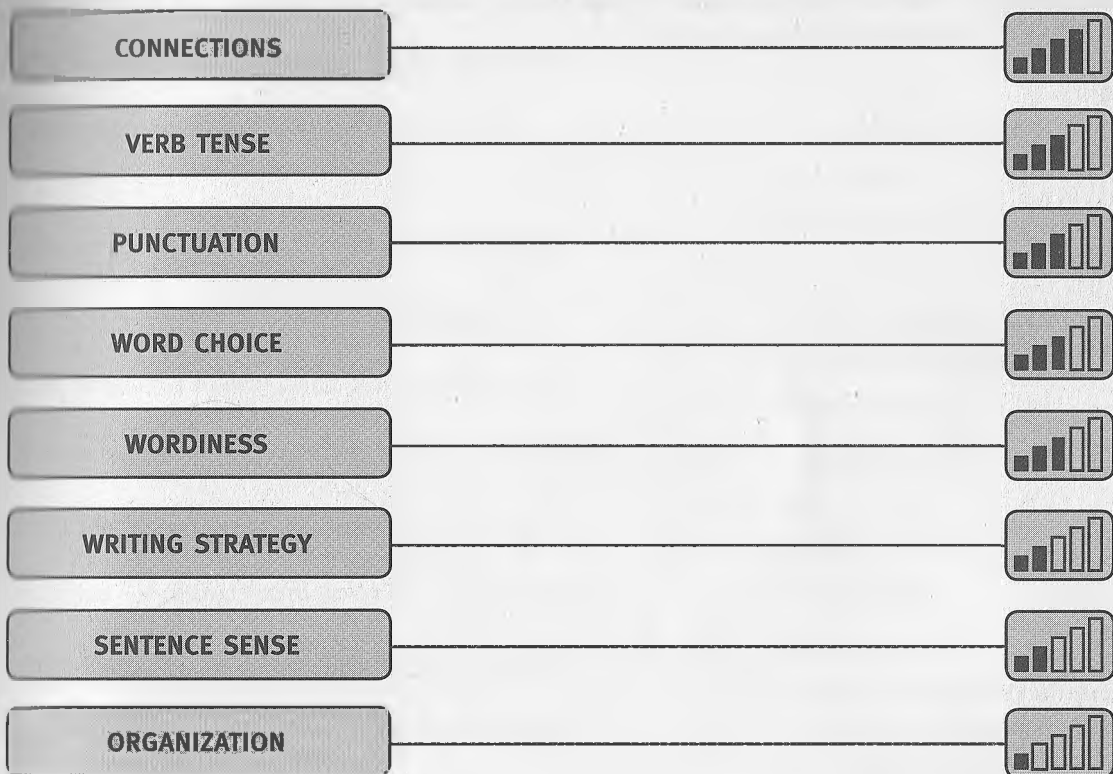 CONNECTIONS
VERB TENSE
PUNCTUATION
WORD CHOICE
WORDINESS
WRITING STRATEGY
SENTENCE SENSE
ORGANIZATION